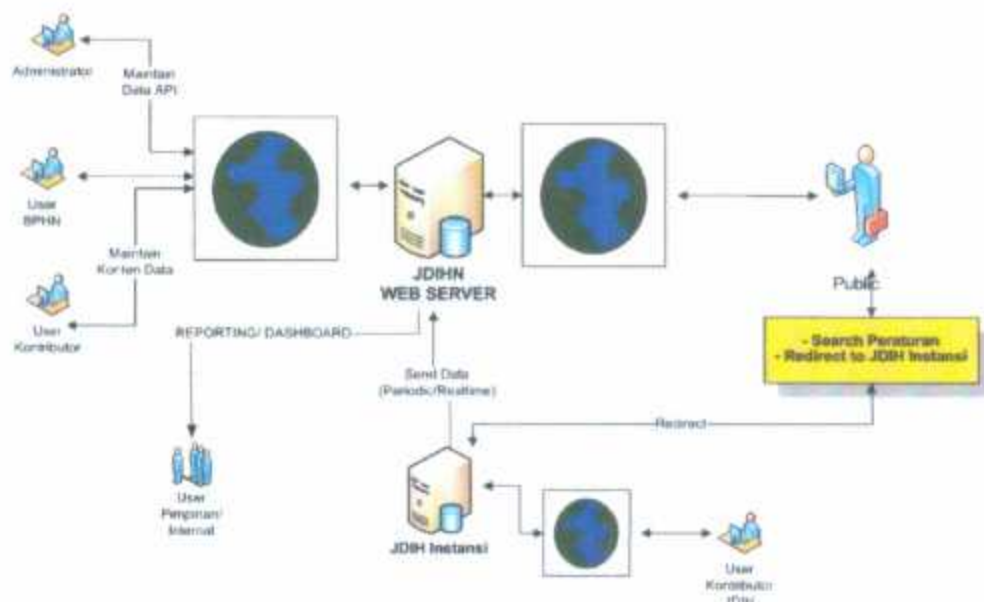 Administrator
Maintain
Data API
User
BPHN
Maintain
Konten Data
User
Kontributor
JDIHN
WEB SERVER
Public
REPORTING/ DASHBOARD
- Search Peraturan
- Redirect to JDIH Instansi
Send Data
(Periodic/Realtime)
Redirect
User
Internal
JDIH Instansi
User
Kontributor
JDIH